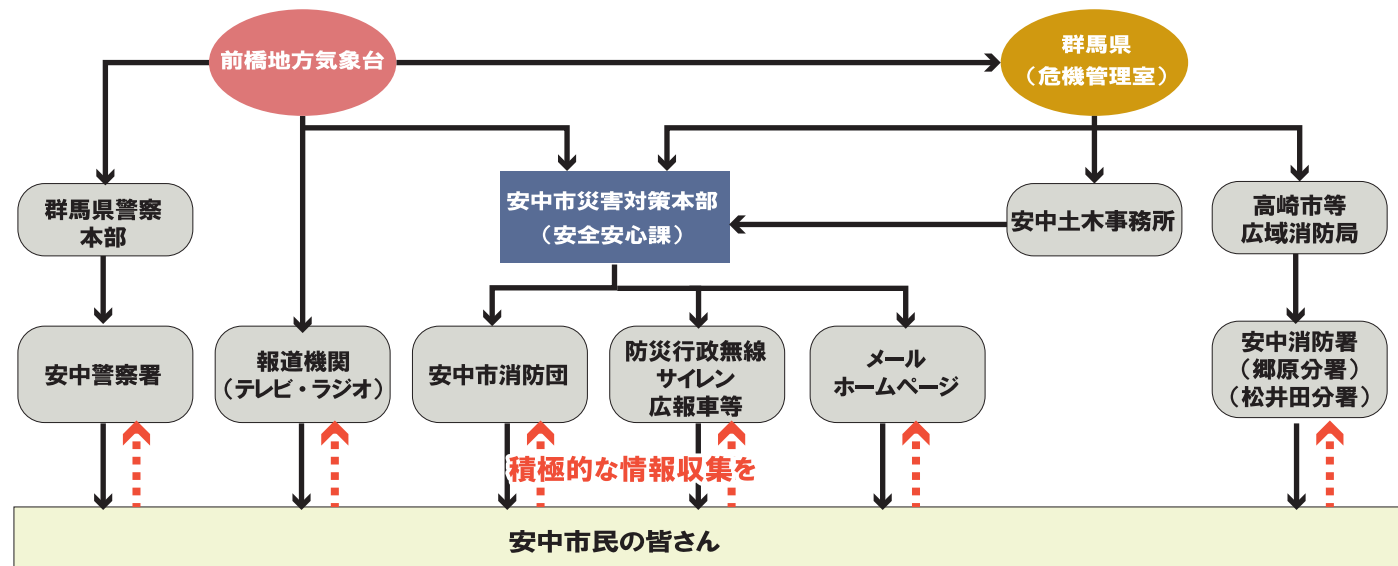 前橋地方気象台
群馬県
（危機管理室）
群馬県警察
本部
安中市災害対策本部
（安全安心課）
安中土木事務所
高崎市等
広域消防局
安中警察署
報道機関
（テレビ・ラジオ）
安中市消防団
防災行政無線
サイレン
広報車等
メール
ホームページ
安中消防署
（郷原分署）
（松井田分署）
積極的な情報収集を
安中市民の皆さん